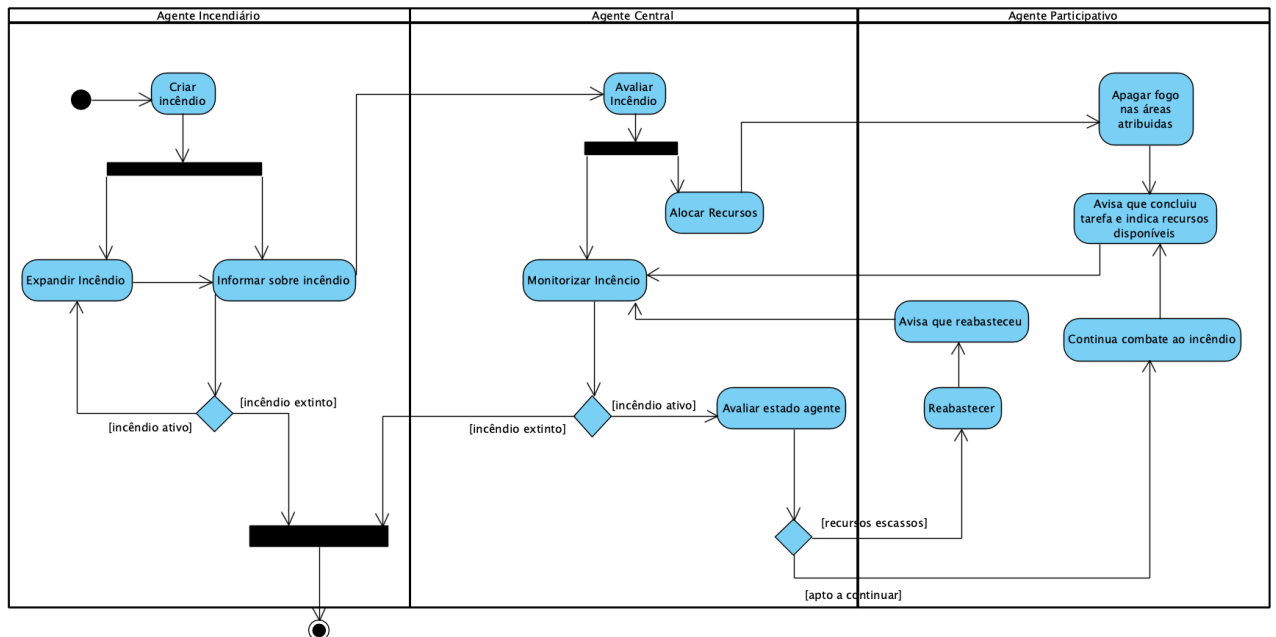 Agente Incendiário
Agente Central
Agente Participativo
Criar
incêndio
Avaliar
Incêndio
Apagar fogo
nas áreas
atribuidas
Alocar Recursos
Avisa que concluiu
tarefa e indica recursos
disponíveis
Expandir Incêndio
Informar sobre incêndio
Monitorizar Incêncio
Avisa que reabasteceu
Continua combate ao incêndio
[incêndio extinto]
[incêndio ativo]
[incêndio extinto]
[incêndio ativo]
Avaliar estado agente
Reabastecer
[recursos escassos]
[apto a continuar]